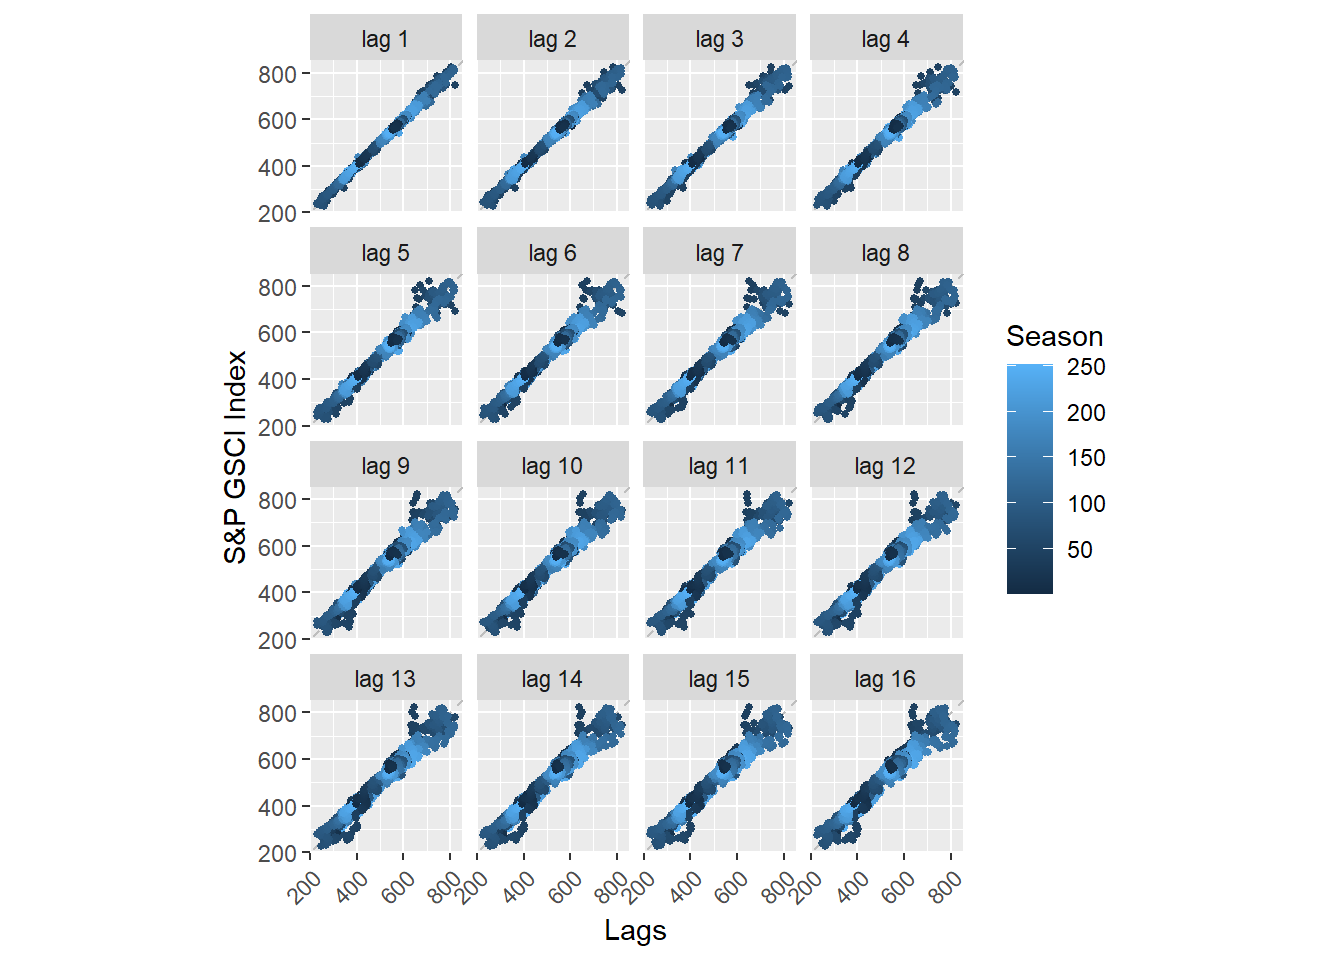 lag 1 lag 2 lag 3 lag 4
800
600
400
200
lag 5 lag 6 lag 7 lag 8
800
600
400
200
lag 9 lag 10 lag 11 lag 12
800
600
400
200
lag 13 lag 14 lag 15 lag 16
800
600
400
200
200 400 600 800 200 400 600 800 200 400 600 800 200 400 600 800
Lags
S&P GSCI Index
Season
250
200
150
100
50